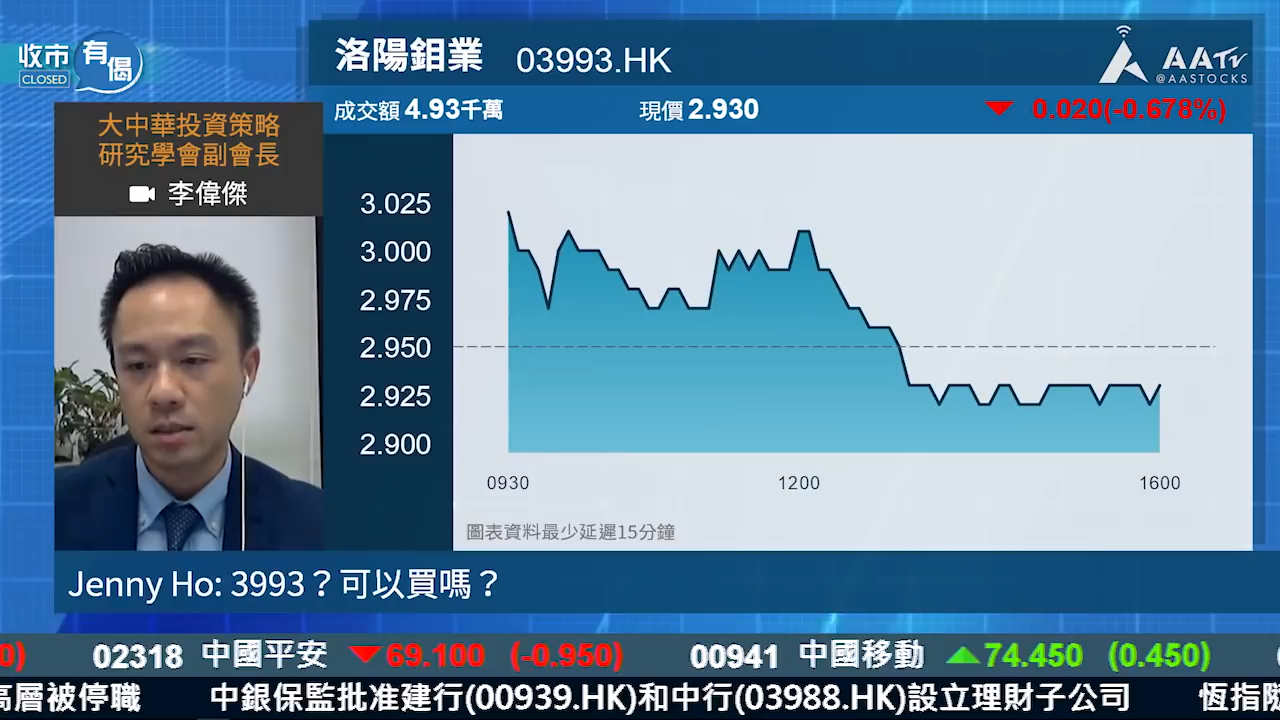 收市
CLOSED
有偈
洛陽鉬業 03993.HK
AATV
@AASTOCKS
成交額 4.93千萬 現價 2.930 0.020(-0.678%)
大中華投資策略
研究學會副會長
李偉傑
3.025
3.000
2.975
2.950
2.925
2.900
0930 1200 1600
圖表資料最少延遲15分鐘
Jenny Ho: 3993？可以買嗎？
0) 02318 中國平安 69.100 (-0.950) 00941 中國移動 74.450 (0.450)
高層被停職 中銀保監批准建行(00939.HK)和中行(03988.HK)設立理財子公司 恆指